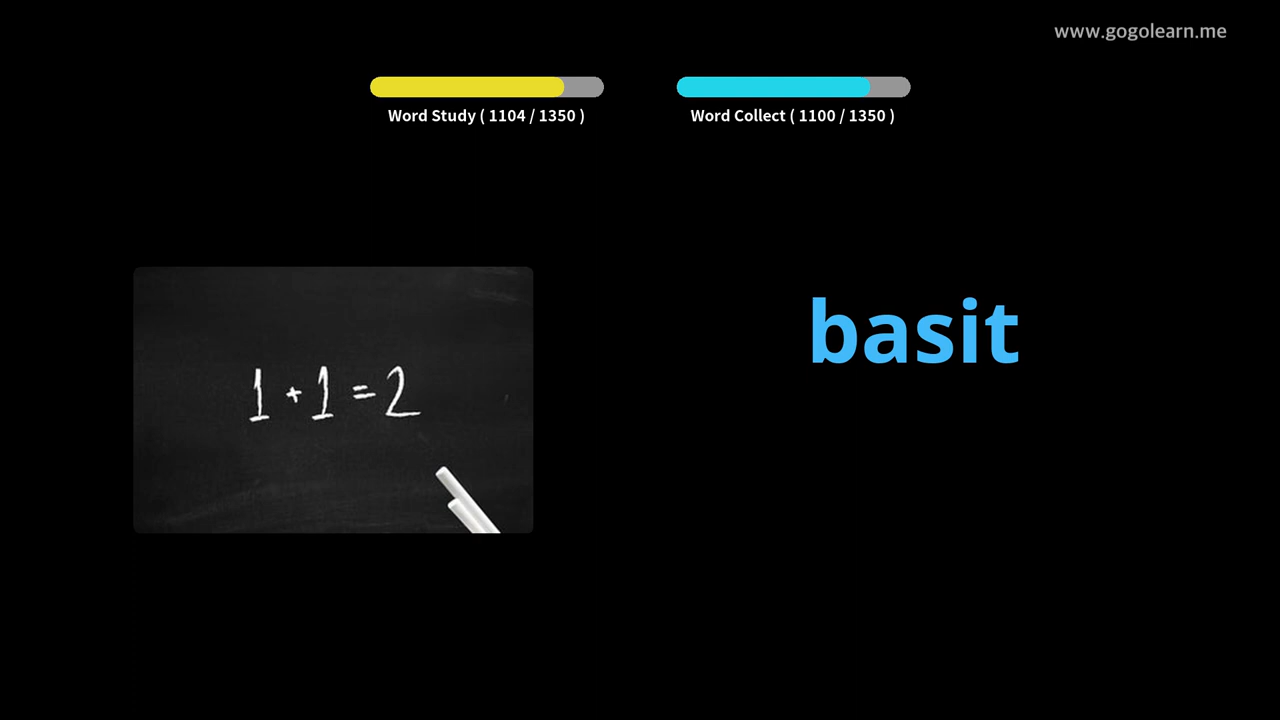 www.gogolearn.me
Word Study ( 1104 / 1350 )
Word Collect ( 1100 / 1350 )
basit
1 + 1 = 2